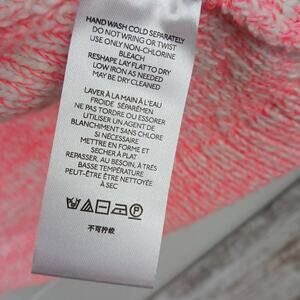 HAND WASH COLD SEPARATELY
DO NOT WRING OR TWIST
USE ONLY NON-CHLORINE
BLEACH
RESHAPE LAY FLAT TO DRY
LOW IRON AS NEEDED
MAY BE DRY CLEANED
LAVER À LA MAIN À L'EAU
FROIDE SÉPARÉMEN
NE PAS TORDRE OU ESSORER
UTILISER UN AGENT DE
BLANCHIMENT SANS CHLORE
SI NÉCESSAIRE
METTRE EN FORME ET
SECHER À PLAT
REPASSER, AU BESOIN, À TRÈS
BASSE TEMPÉRATURE
PEUT-ÊTRE ÊTRE NETTOYÉ
À SEC
不可拧绞